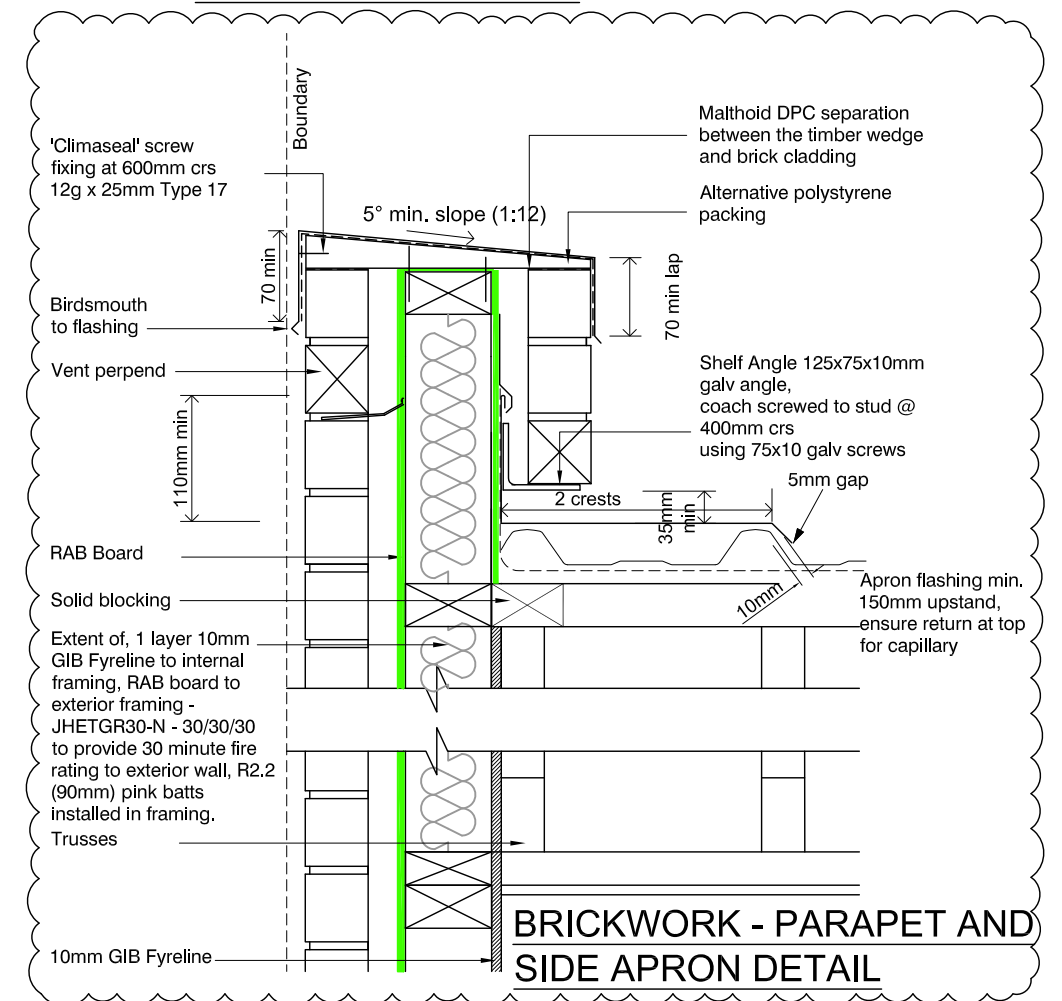 Boundary
'Climaseal' screw
fixing at 600mm crs
12g x 25mm Type 17
Malthoid DPC separation
between the timber wedge
and brick cladding
Alternative polystyrene
packing
5° min. slope (1:12)
70 min
70 min lap
Birdsmouth
to flashing
Vent perpend
Shelf Angle 125x75x10mm
galv angle,
coach screwed to stud @
400mm crs
using 75x10 galv screws
110mm min
2 crests
35mm
min
5mm gap
RAB Board
10mm
Apron flashing min.
150mm upstand,
ensure return at top
for capillary
Solid blocking
Extent of, 1 layer 10mm
GIB Fyreline to internal
framing, RAB board to
exterior framing -
JHETGR30-N - 30/30/30
to provide 30 minute fire
rating to exterior wall, R2.2
(90mm) pink batts
installed in framing.
Trusses
10mm GIB Fyreline
BRICKWORK - PARAPET AND
SIDE APRON DETAIL